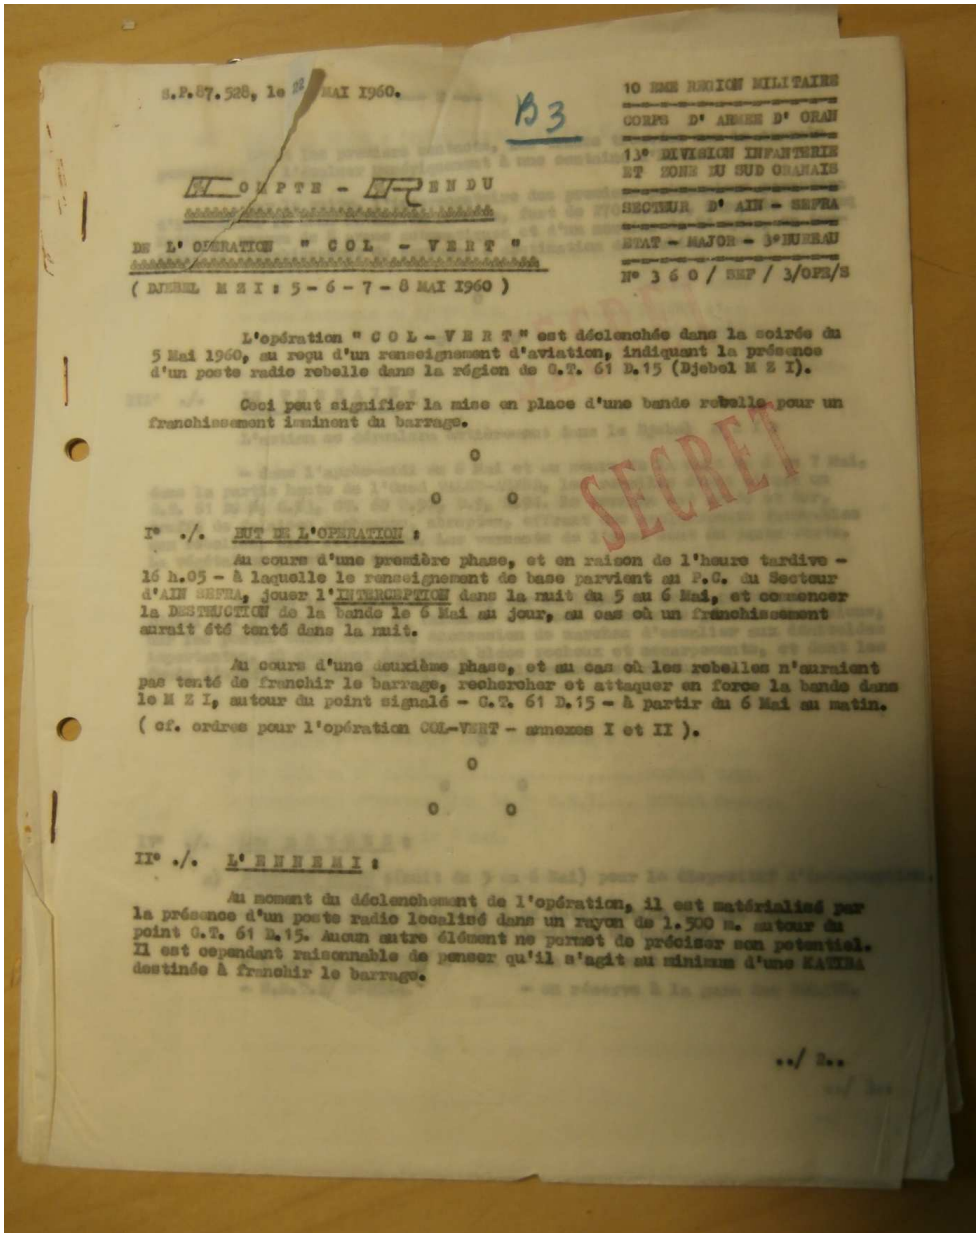 S.P.87.528, le 22 MAI 1960.
B3
10 EME REGION MILITAIRE
CORPS D' ARMEE D' ORAN
13° DIVISION INFANTERIE
ET ZONE DU SUD ORANAIS
SECTEUR D' AIN - SEFRA
ETAT - MAJOR - 3°BUREAU
N° 3 6 0 / SEF / 3/OPE/S
COMPTE - RENDU
DE L'OPERATION " COL - VERT "
( DJEBEL M Z I : 5 - 6 - 7 - 8 MAI I960 )
L'opération " C O L - V E R T " est déclenchée dans la soirée du
5 Mai 1960, au reçu d'un renseignement d'aviation, indiquant la présence
d'un poste radio rebelle dans la région de G.T. 61 D.15 (Djebel M Z I).
Ceci peut signifier la mise en place d'une bande rebelle pour un
franchissement imminent du barrage.
SECRET
I° ./. BUT DE L'OPERATION :
Au cours d'une première phase, et en raison de l'heure tardive -
16 h.05 - à laquelle le renseignement de base parvient au P.C. du Secteur
d'AIN SEFRA, jouer l'INTERCEPTION dans la nuit du 5 au 6 Mai, et commencer
la DESTRUCTION de la bande le 6 Mai au jour, au cas où un franchissement
aurait été tenté dans la nuit.
Au cours d'une deuxième phase, et au cas où les rebelles n'auraient
pas tenté de franchir le barrage, rechercher et attaquer en force la bande dans
le M Z I, autour du point signalé - G.T. 61 D.15 - à partir du 6 Mai au matin.
( cf. ordres pour l'opération COL-VERT - annexes I et II ).
II° ./. L' E N N E M I :
Au moment du déclenchement de l'opération, il est matérialisé par
la présence d'un poste radio localisé dans un rayon de 1.500 m. autour du
point G.T. 61 D.15. Aucun autre élément ne permet de préciser son potentiel.
Il est cependant raisonnable de penser qu'il s'agit au minimum d'une KATIBA
destinée à franchir le barrage.
../ 2..